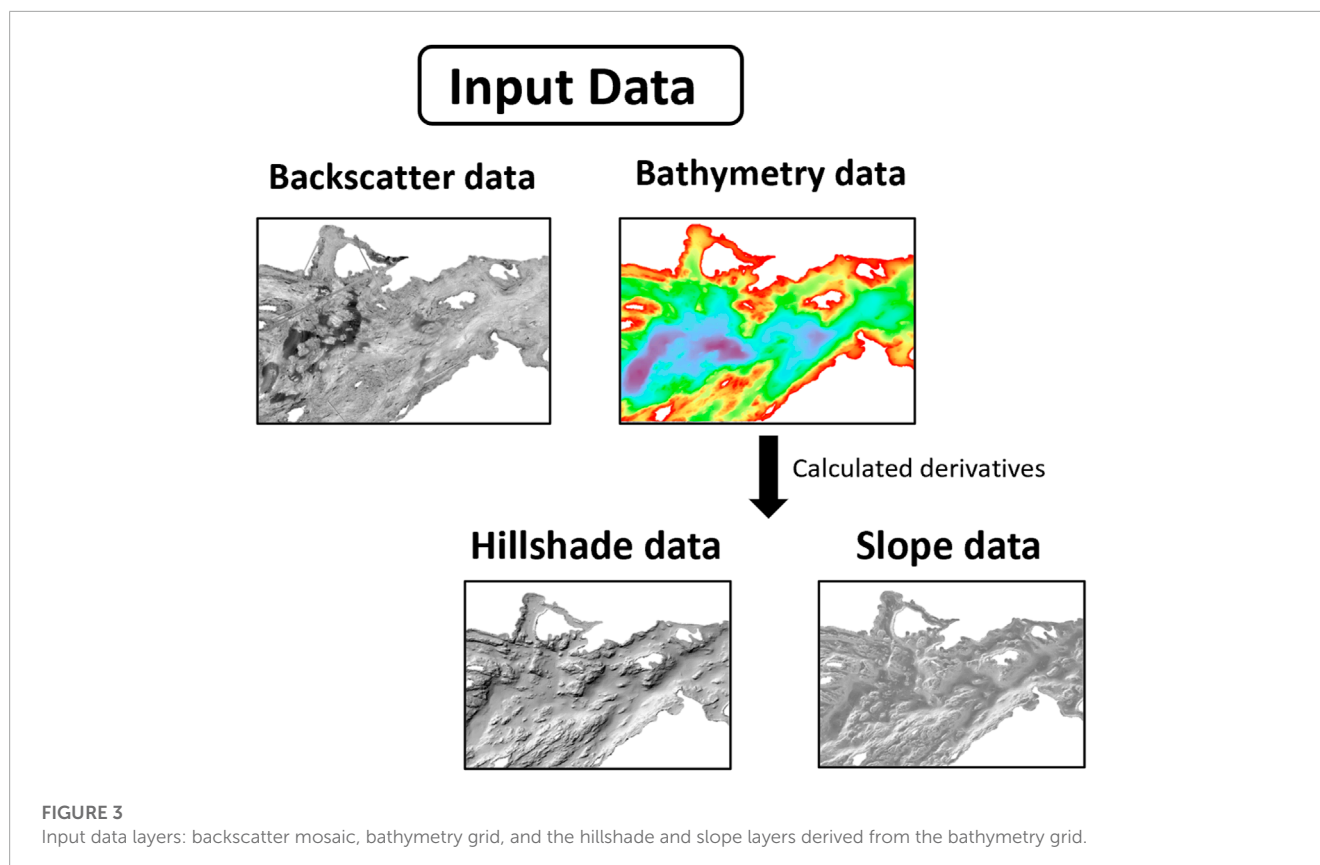 Input Data
Backscatter data
Bathymetry data
Calculated derivatives
Hillshade data
Slope data
FIGURE 3
Input data layers: backscatter mosaic, bathymetry grid, and the hillshade and slope layers derived from the bathymetry grid.